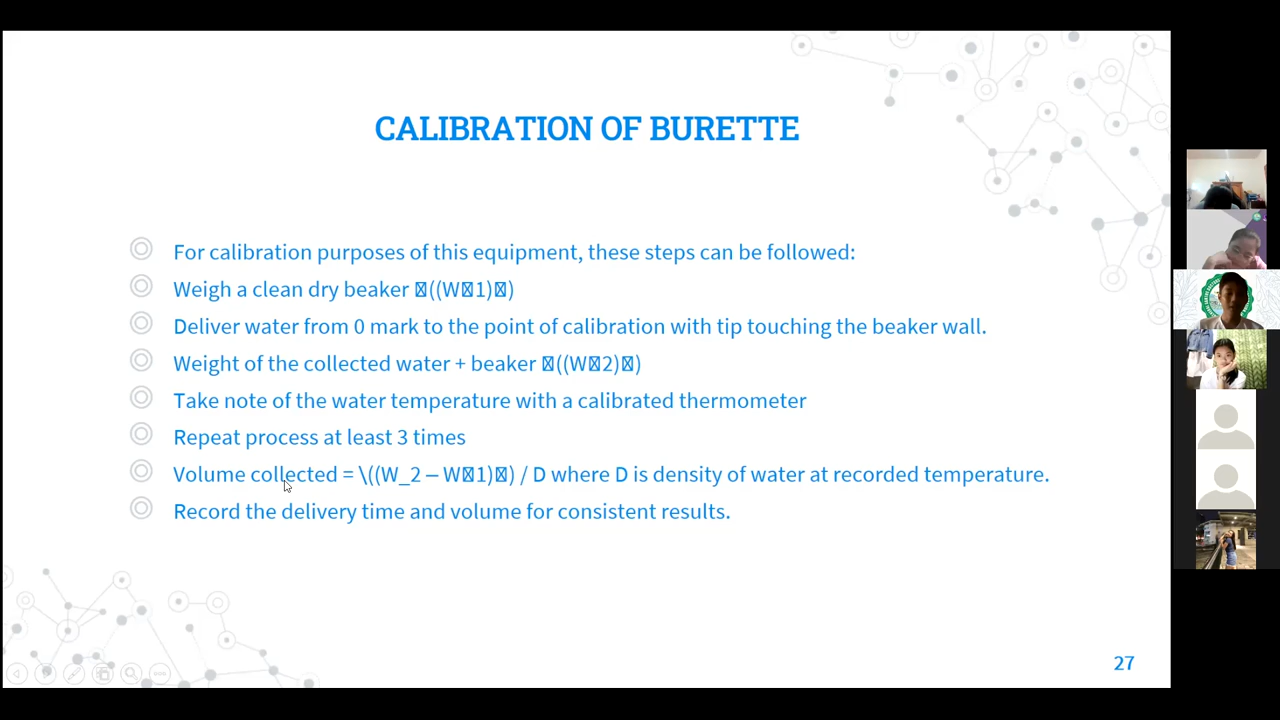 CALIBRATION OF BURETTE
For calibration purposes of this equipment, these steps can be followed:
Weigh a clean dry beaker ⍰((W⍰1)⍰)
Deliver water from 0 mark to the point of calibration with tip touching the beaker wall.
Weight of the collected water + beaker ⍰((W⍰2)⍰)
Take note of the water temperature with a calibrated thermometer
Repeat process at least 3 times
Volume collected = \((W_2 – W⍰1)⍰) / D where D is density of water at recorded temperature.
Record the delivery time and volume for consistent results.
27